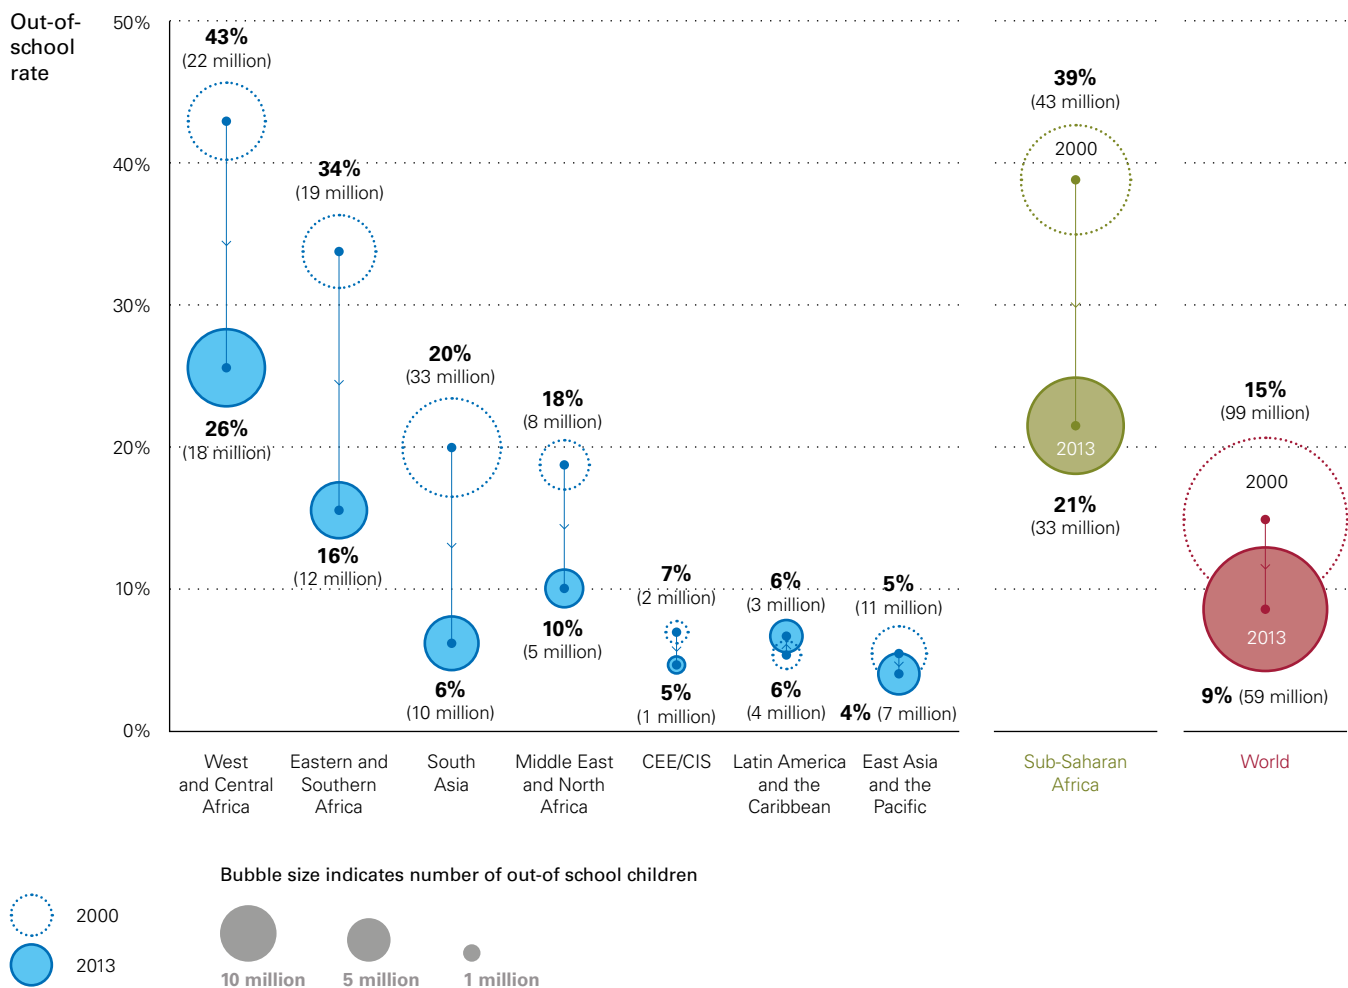 Out-of-
school
rate
50%
40%
30%
20%
10%
0%
43%
(22 million)
26%
(18 million)
34%
(19 million)
16%
(12 million)
20%
(33 million)
6%
(10 million)
18%
(8 million)
10%
(5 million)
7%
(2 million)
5%
(1 million)
6%
(3 million)
6%
(4 million)
5%
(11 million)
4% (7 million)
39%
(43 million)
2000
2013
21%
(33 million)
15%
(99 million)
2000
2013
9% (59 million)
West
and Central
Africa
Eastern and
Southern
Africa
South
Asia
Middle East
and North
Africa
CEE/CIS
Latin America
and the
Caribbean
East Asia
and the
Pacific
Sub-Saharan
Africa
World
Bubble size indicates number of out-of school children
2000
2013
10 million
5 million
1 million